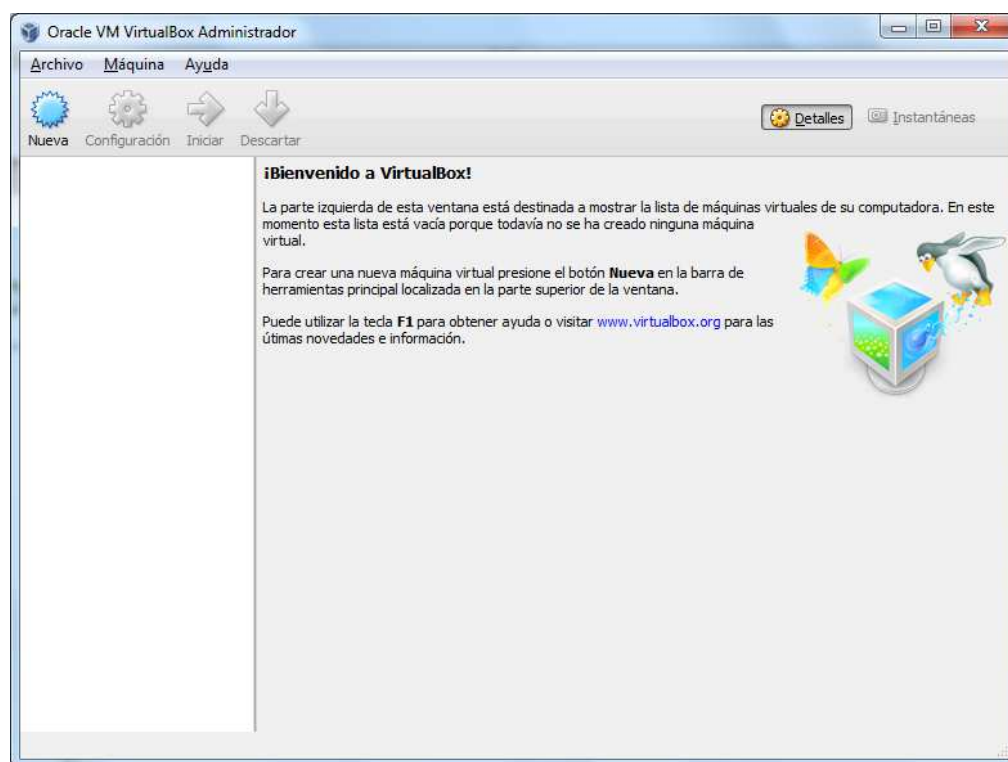 Oracle VM VirtualBox Administrador
Archivo Máquina Ayuda
Nueva Configuración Iniciar Descartar
Detalles Instantáneas
¡Bienvenido a VirtualBox!
La parte izquierda de esta ventana está destinada a mostrar la lista de máquinas virtuales de su computadora. En este
momento esta lista está vacía porque todavía no se ha creado ninguna máquina
virtual.
Para crear una nueva máquina virtual presione el botón Nueva en la barra de
herramientas principal localizada en la parte superior de la ventana.
Puede utilizar la tecla F1 para obtener ayuda o visitar www.virtualbox.org para las
útimas novedades e información.